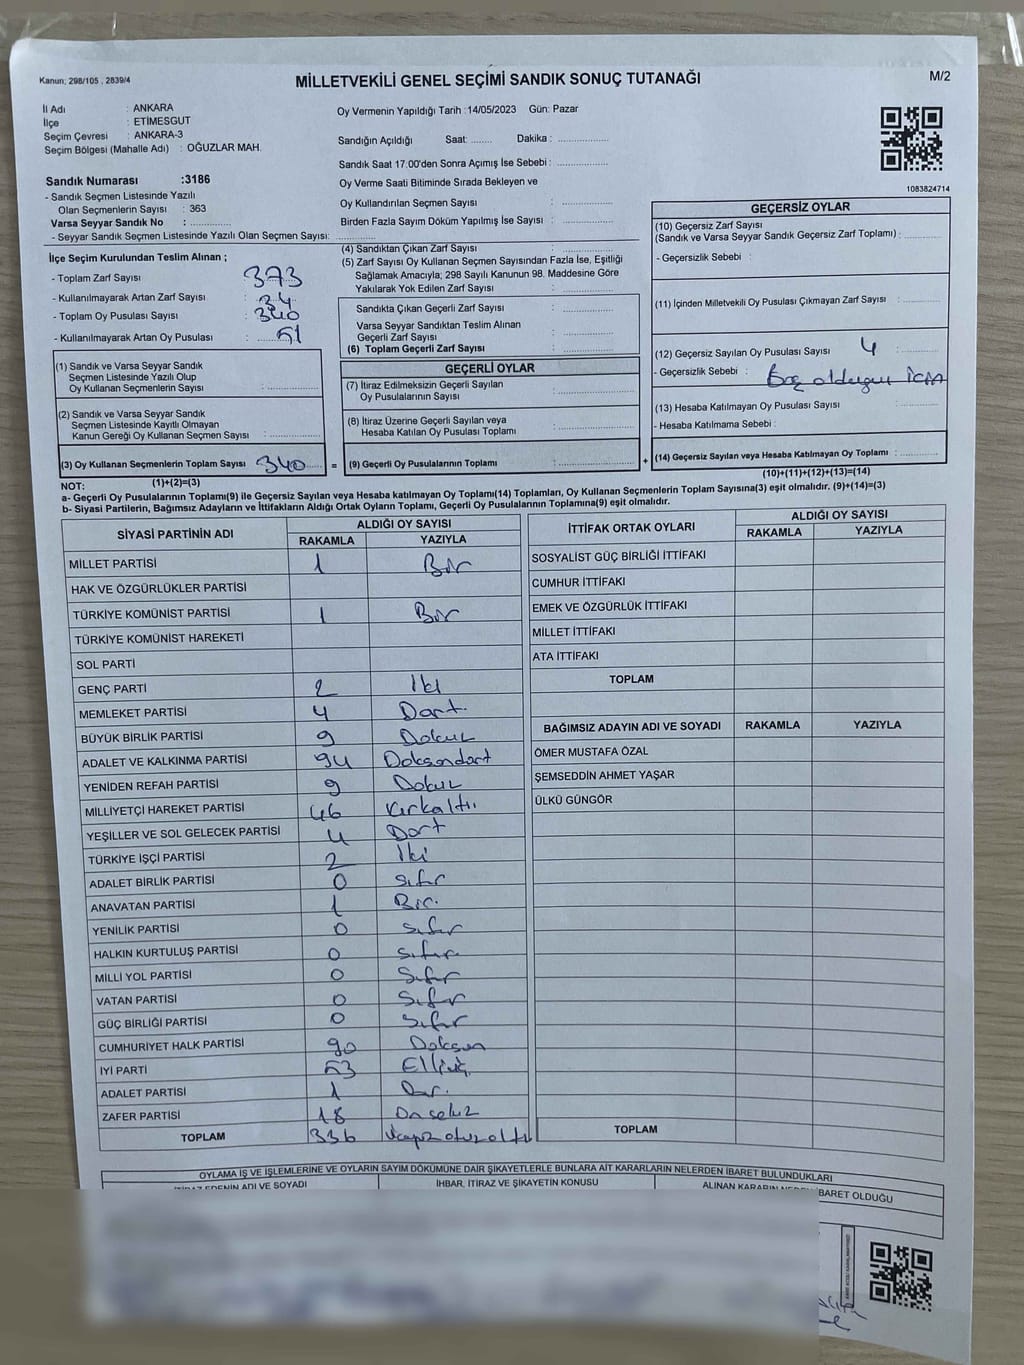 Kanun; 298/105 , 2839/4
MİLLETVEKİLİ GENEL SEÇİMİ SANDIK SONUÇ TUTANAĞI
M/2
İl Adı : ANKARA
İlçe : ETİMESGUT
Seçim Çevresi : ANKARA-3
Seçim Bölgesi (Mahalle Adı) : OĞUZLAR MAH.
Sandık Numarası :3186
- Sandık Seçmen Listesinde Yazılı
Olan Seçmenlerin Sayısı : 363
Varsa Seyyar Sandık No : ..............
- Seyyar Sandık Seçmen Listesinde Yazılı Olan Seçmen Sayısı: ..............
Oy Vermenin Yapıldığı Tarih :14/05/2023 Gün: Pazar
Sandığın Açıldığı Saat: ........ Dakika : ..............
Sandık Saat 17:00'den Sonra Açımış İse Sebebi : ..............
Oy Verme Saati Bitiminde Sırada Bekleyen ve
Oy Kullandırılan Seçmen Sayısı : ..............
Birden Fazla Sayım Döküm Yapılmış İse Sayısı : ..............
1083824714
İlçe Seçim Kurulundan Teslim Alınan ;
- Toplam Zarf Sayısı : 373
- Kullanılmayarak Artan Zarf Sayısı : 34
- Toplam Oy Pusulası Sayısı : 340
- Kullanılmayarak Artan Oy Pusulası : 51
(1) Sandık ve Varsa Seyyar Sandık
Seçmen Listesinde Yazılı Olup
Oy Kullanan Seçmenlerin Sayısı : ..............
(2) Sandık ve Varsa Seyyar Sandık
Seçmen Listesinde Kayıtlı Olmayan
Kanun Gereği Oy Kullanan Seçmen Sayısı : ..............
(3) Oy Kullanan Seçmenlerin Toplam Sayısı : 340
(1)+(2)=(3)
(4) Sandıktan Çıkan Zarf Sayısı : ..............
(5) Zarf Sayısı Oy Kullanan Seçmen Sayısından Fazla İse, Eşitliği
Sağlamak Amacıyla; 298 Sayılı Kanunun 98. Maddesine Göre
Yakılarak Yok Edilen Zarf Sayısı : ..............
Sandıkta Çıkan Geçerli Zarf Sayısı : ..............
Varsa Seyyar Sandıktan Teslim Alınan
Geçerli Zarf Sayısı : ..............
(6) Toplam Geçerli Zarf Sayısı : ..............
GEÇERLİ OYLAR
(7) İtiraz Edilmeksizin Geçerli Sayılan
Oy Pusulalarının Sayısı : ..............
(8) İtiraz Üzerine Geçerli Sayılan veya
Hesaba Katılan Oy Pusulası Toplamı : ..............
= (9) Geçerli Oy Pusulalarının Toplamı : ..............
GEÇERSİZ OYLAR
(10) Geçersiz Zarf Sayısı
(Sandık ve Varsa Seyyar Sandık Geçersiz Zarf Toplamı) : ..............
- Geçersizlik Sebebi :
(11) İçinden Milletvekili Oy Pusulası Çıkmayan Zarf Sayısı : ..............
(12) Geçersiz Sayılan Oy Pusulası Sayısı 4 : ..............
- Geçersizlik Sebebi : Boş olduğu için
(13) Hesaba Katılmayan Oy Pusulası Sayısı : ..............
- Hesaba Katılmama Sebebi :
+ (14) Geçersiz Sayılan veya Hesaba Katılmayan Oy Toplamı : ..............
(10)+(11)+(12)+(13)=(14)
NOT:
a- Geçerli Oy Pusulalarının Toplamı(9) ile Geçersiz Sayılan veya Hesaba katılmayan Oy Toplamı(14) Toplamları, Oy Kullanan Seçmenlerin Toplam Sayısına(3) eşit olmalıdır. (9)+(14)=(3)
b- Siyasi Partilerin, Bağımsız Adayların ve İttifakların Aldığı Ortak Oyların Toplamı, Geçerli Oy Pusulalarının Toplamına(9) eşit olmalıdır.
SİYASİ PARTİNİN ADI ALDIĞI OY SAYISI
RAKAMLA YAZIYLA
MİLLET PARTİSİ 1 Bir
HAK VE ÖZGÜRLÜKLER PARTİSİ
TÜRKİYE KOMÜNİST PARTİSİ 1 Bir
TÜRKİYE KOMÜNİST HAREKETİ
SOL PARTİ
GENÇ PARTİ 2 İki
MEMLEKET PARTİSİ 4 Dört
BÜYÜK BİRLİK PARTİSİ 9 Dokuz
ADALET VE KALKINMA PARTİSİ 94 Doksandört
YENİDEN REFAH PARTİSİ 9 Dokuz
MİLLİYETÇİ HAREKET PARTİSİ 46 Kırkaltı
YEŞİLLER VE SOL GELECEK PARTİSİ 4 Dört
TÜRKİYE İŞÇİ PARTİSİ 2 İki
ADALET BİRLİK PARTİSİ 0 sıfır
ANAVATAN PARTİSİ 1 Bir.
YENİLİK PARTİSİ 0 sıfır
HALKIN KURTULUŞ PARTİSİ 0 sıfır
MİLLİ YOL PARTİSİ 0 Sıfır
VATAN PARTİSİ 0 Sıfır
GÜÇ BİRLİĞİ PARTİSİ 0 Sıfır
CUMHURİYET HALK PARTİSİ 90 Doksan
İYİ PARTİ 53 Elliüç
ADALET PARTİSİ 1 Bir.
ZAFER PARTİSİ 18 Onsekiz
TOPLAM 336 üçyüzotuzaltı
İTTİFAK ORTAK OYLARI ALDIĞI OY SAYISI
RAKAMLA YAZIYLA
SOSYALİST GÜÇ BİRLİĞİ İTTİFAKI
CUMHUR İTTİFAKI
EMEK VE ÖZGÜRLÜK İTTİFAKI
MİLLET İTTİFAKI
ATA İTTİFAKI
TOPLAM
BAĞIMSIZ ADAYIN ADI VE SOYADI RAKAMLA YAZIYLA
ÖMER MUSTAFA ÖZAL
ŞEMSEDDİN AHMET YAŞAR
ÜLKÜ GÜNGÖR
TOPLAM
OYLAMA İŞ VE İŞLEMLERİNE VE OYLARIN SAYIM DÖKÜMÜNE DAİR ŞİKAYETLERLE BUNLARA AİT KARARLARIN NELERDEN İBARET BULUNDUKLARI
İTİRAZ EDENİN ADI VE SOYADI İHBAR, İTİRAZ VE ŞİKAYETİN KONUSU ALINAN KARARIN NEDEN İBARET OLDUĞU